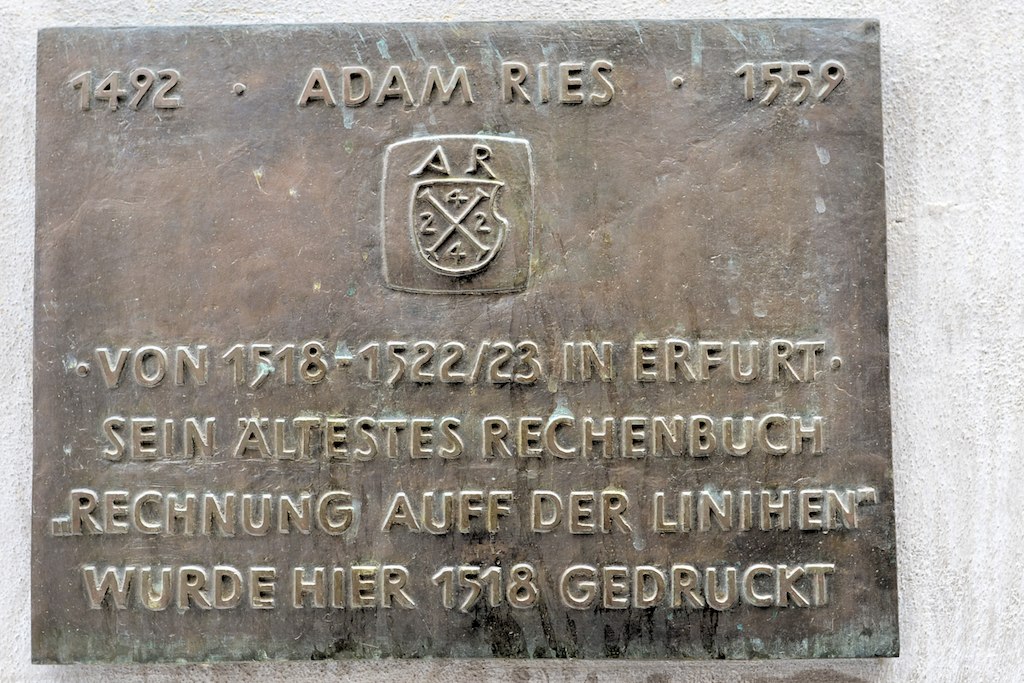 1492 · ADAM RIES · 1559
A R
4
2 2
4
· VON 1518-1522/23 IN ERFURT ·
SEIN ÄLTESTES RECHENBUCH
„RECHNUNG AUFF DER LINIHEN"
WURDE HIER 1518 GEDRUCKT